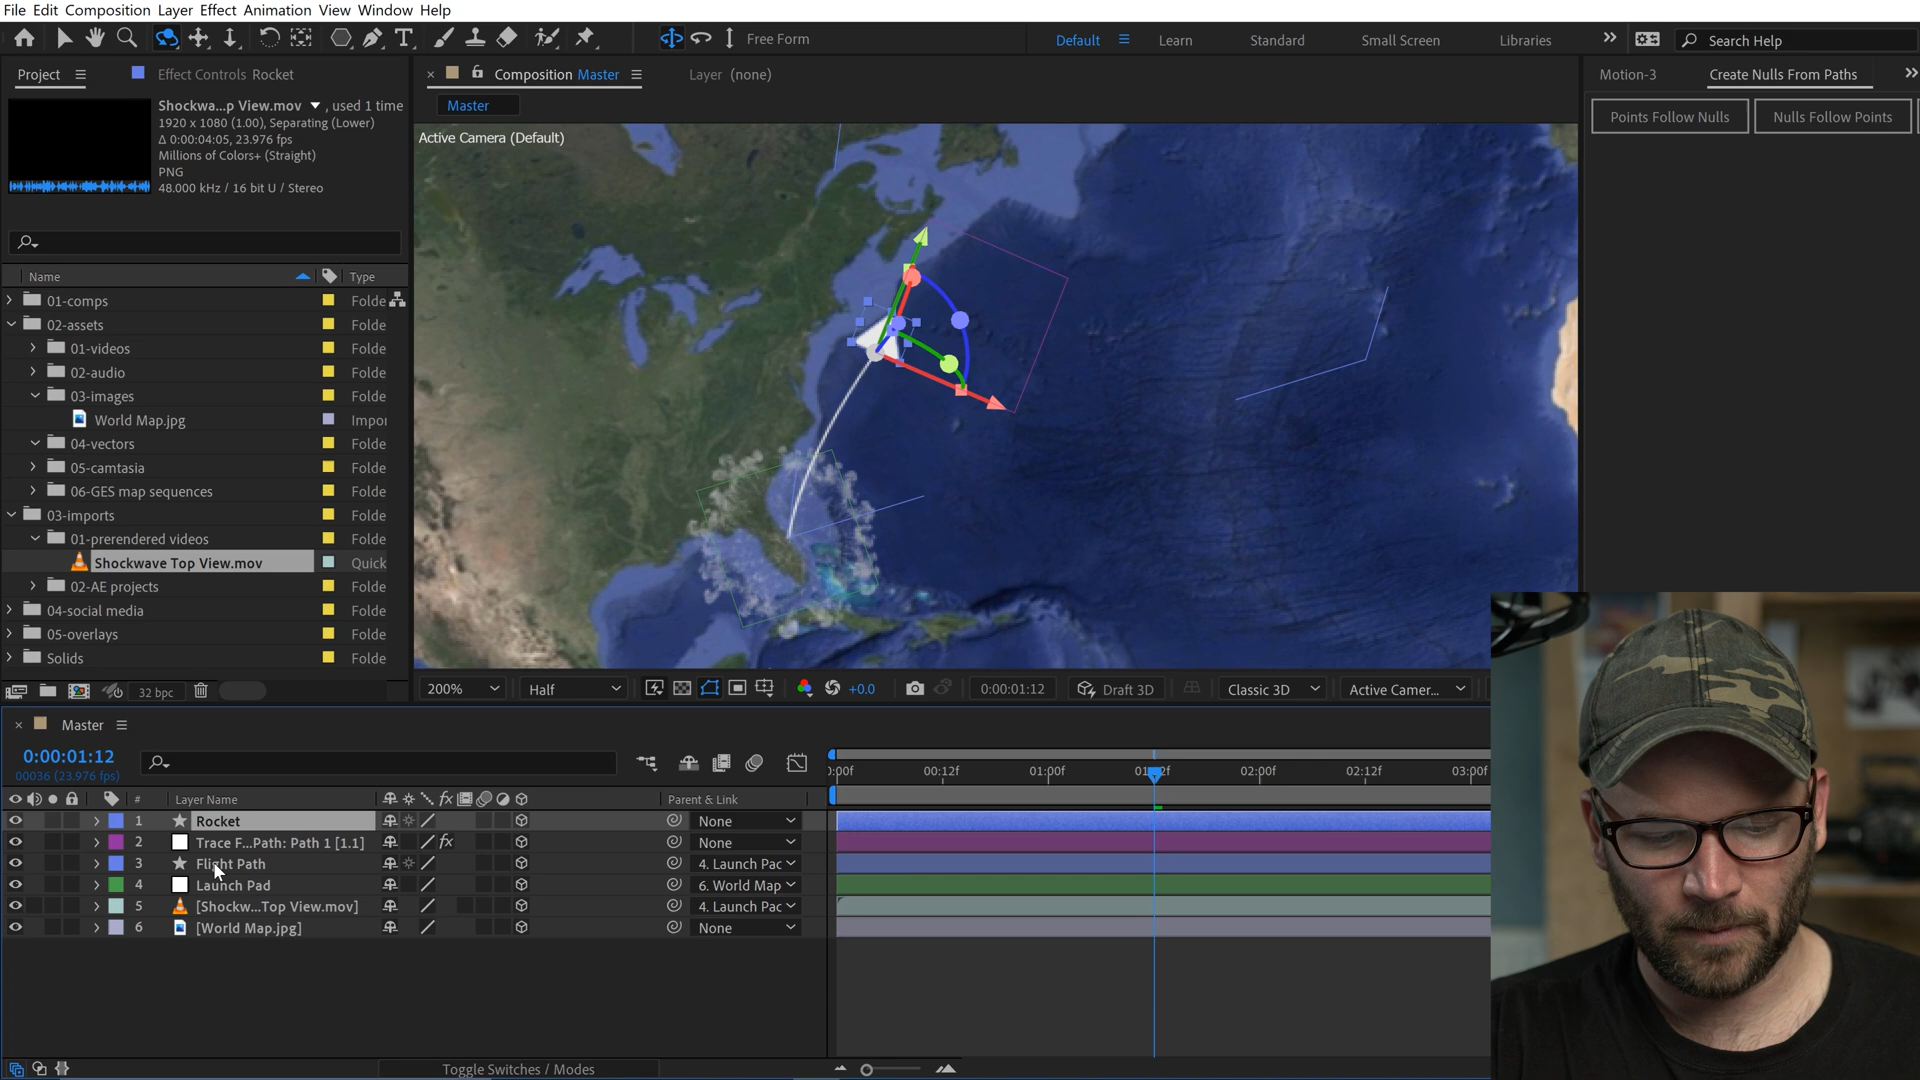 File Edit Composition Layer Effect Animation View Window Help
Free Form
Default
Learn
Standard
Small Screen
Libraries
Search Help
Project
Effect Controls Rocket
Composition Master
Layer (none)
Motion-3
Create Nulls From Paths
Master
Points Follow Nulls
Nulls Follow Points
Shockwa...p View.mov , used 1 time
1920 x 1080 (1.00), Separating (Lower)
Δ 0:00:04:05, 23.976 fps
Millions of Colors+ (Straight)
PNG
48.000 kHz / 16 bit U / Stereo
Active Camera (Default)
Name
Type
01-comps
Folde
02-assets
Folde
01-videos
Folde
02-audio
Folde
03-images
Folde
World Map.jpg
Impor
04-vectors
Folde
05-camtasia
Folde
06-GES map sequences
Folde
03-imports
Folde
01-prerendered videos
Folde
Shockwave Top View.mov
Quick
02-AE projects
Folde
04-social media
Folde
05-overlays
Folde
Solids
Folde
32 bpc
200%
Half
+0.0
0:00:01:12
Draft 3D
Classic 3D
Active Camer...
Master
0:00:01:12
00036 (23.976 fps)
:00f
00:12f
01:00f
01:12f
02:00f
02:12f
03:00f
#
Layer Name
fx
Parent & Link
1
Rocket
None
2
Trace F...Path: Path 1 [1.1]
fx
None
3
Flight Path
4. Launch Pac
4
Launch Pad
6. World Map
5
[Shockw...Top View.mov]
4. Launch Pac
6
[World Map.jpg]
None
Toggle Switches / Modes